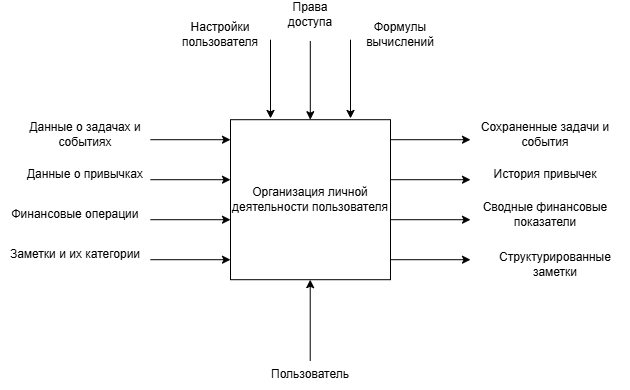 Настройки
пользователя
Права
доступа
Формулы
вычислений
Данные о задачах и
событиях
Данные о привычках
Финансовые операции
Заметки и их категории
Организация личной
деятельности пользователя
Сохраненные задачи и
события
История привычек
Сводные финансовые
показатели
Структурированные
заметки
Пользователь